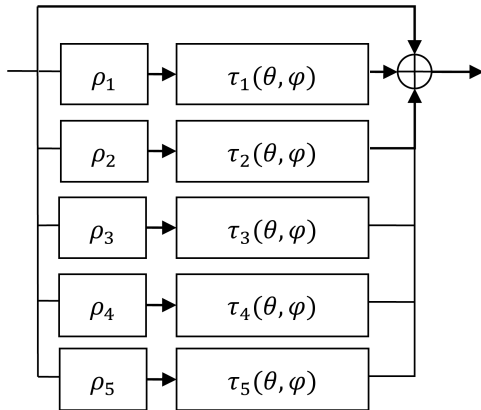 ρ₁ τ₁(θ, φ)
ρ₂ τ₂(θ, φ)
ρ₃ τ₃(θ, φ)
ρ₄ τ₄(θ, φ)
ρ₅ τ₅(θ, φ)